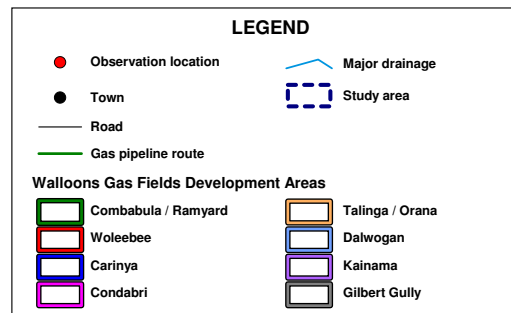 LEGEND
Observation location
Major drainage
Town
Study area
Road
Gas pipeline route
Walloons Gas Fields Development Areas
Combabula / Ramyard
Talinga / Orana
Woleebee
Dalwogan
Carinya
Kainama
Condabri
Gilbert Gully